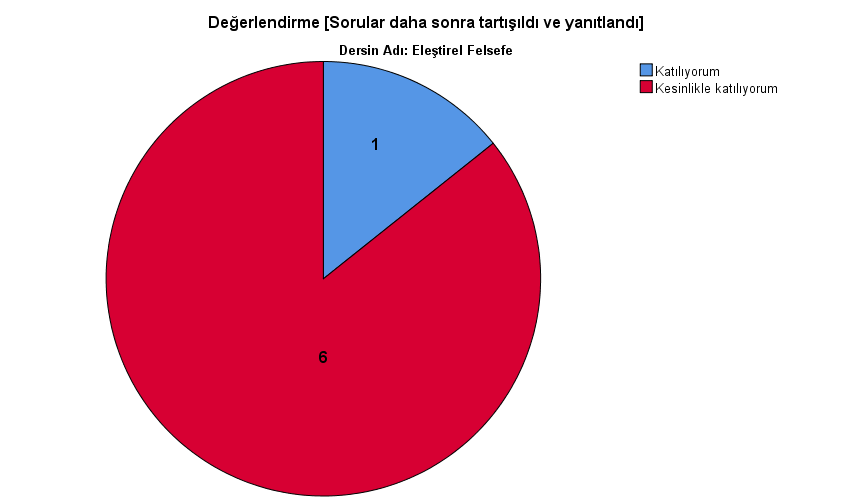 Değerlendirme [Sorular daha sonra tartışıldı ve yanıtlandı]
Dersin Adı: Eleştirel Felsefe
Katılıyorum
Kesinlikle katılıyorum
1
6